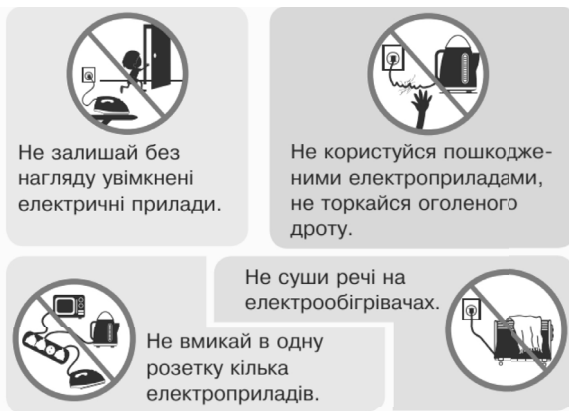 Не залишай без
нагляду увімкнені
електричні прилади.
Не користуйся пошкодже-
ними електроприладами,
не торкайся оголеного
дроту.
Не суши речі на
електрообігрівачах.
Не вмикай в одну
розетку кілька
електроприладів.